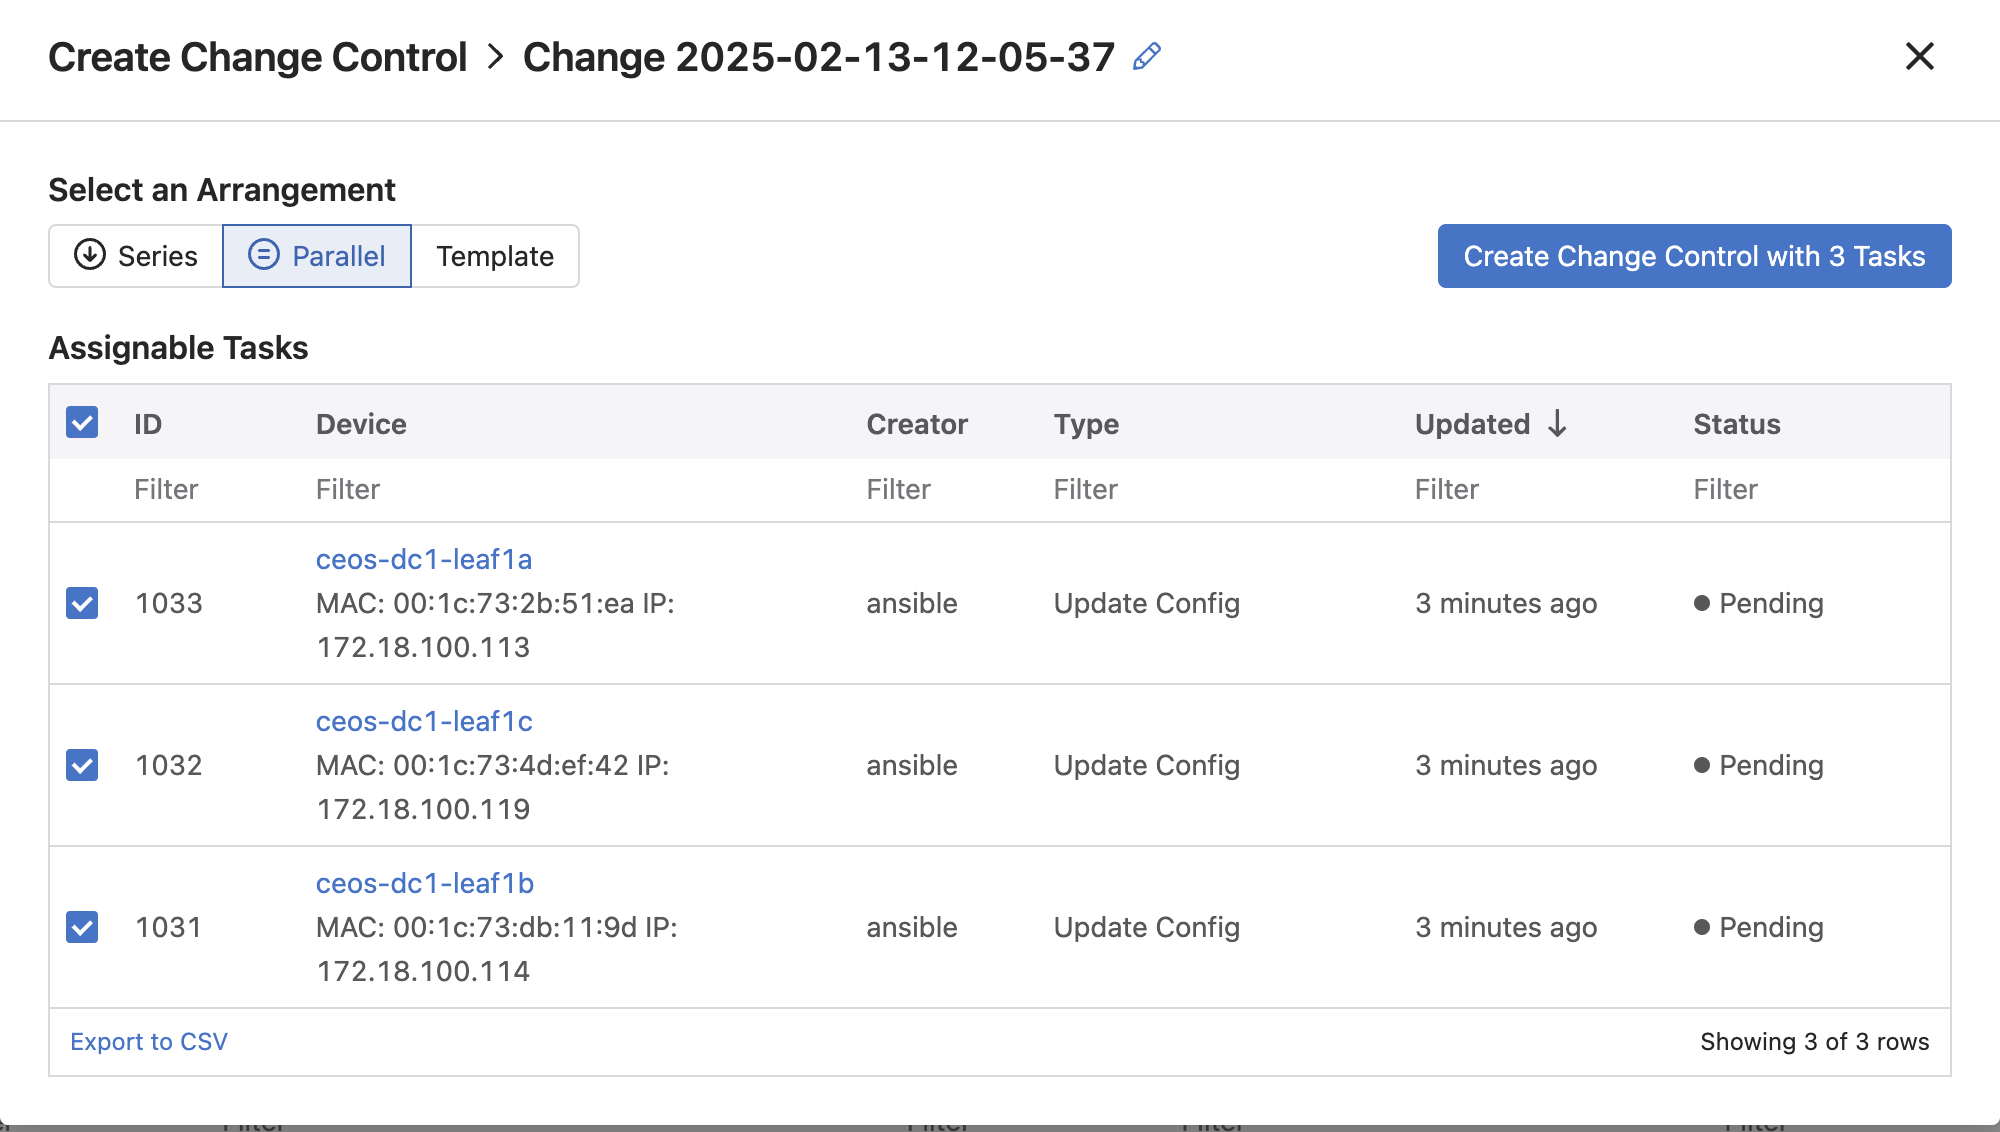 Create Change Control > Change 2025-02-13-12-05-37
Select an Arrangement
Series Parallel Template
Create Change Control with 3 Tasks
Assignable Tasks
ID Device Creator Type Updated ↓ Status
Filter Filter Filter Filter Filter Filter
ceos-dc1-leaf1a
1033 MAC: 00:1c:73:2b:51:ea IP: ansible Update Config 3 minutes ago Pending
172.18.100.113
ceos-dc1-leaf1c
1032 MAC: 00:1c:73:4d:ef:42 IP: ansible Update Config 3 minutes ago Pending
172.18.100.119
ceos-dc1-leaf1b
1031 MAC: 00:1c:73:db:11:9d IP: ansible Update Config 3 minutes ago Pending
172.18.100.114
Export to CSV Showing 3 of 3 rows